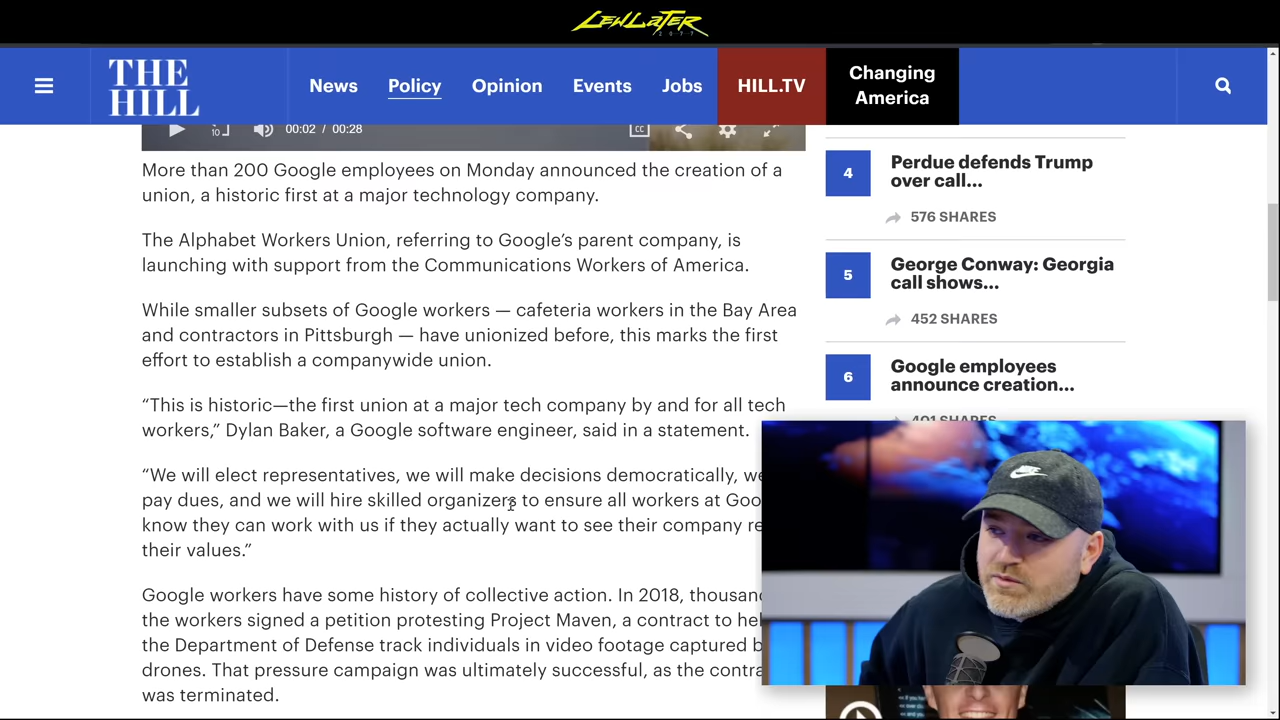 LEWLATER
2077
THE
HILL
News
Policy
Opinion
Events
Jobs
HILL.TV
Changing
America
10
00:02 / 00:28
CC
More than 200 Google employees on Monday announced the creation of a
union, a historic first at a major technology company.
The Alphabet Workers Union, referring to Google’s parent company, is
launching with support from the Communications Workers of America.
While smaller subsets of Google workers — cafeteria workers in the Bay Area
and contractors in Pittsburgh — have unionized before, this marks the first
effort to establish a companywide union.
“This is historic—the first union at a major tech company by and for all tech
workers,” Dylan Baker, a Google software engineer, said in a statement.
“We will elect representatives, we will make decisions democratically, we
pay dues, and we will hire skilled organizers to ensure all workers at Goo
know they can work with us if they actually want to see their company re
their values.”
Google workers have some history of collective action. In 2018, thousan
the workers signed a petition protesting Project Maven, a contract to hel
the Department of Defense track individuals in video footage captured b
drones. That pressure campaign was ultimately successful, as the contra
was terminated.
4
Perdue defends Trump
over call...
576 SHARES
5
George Conway: Georgia
call shows...
452 SHARES
6
Google employees
announce creation...
401 SHARES